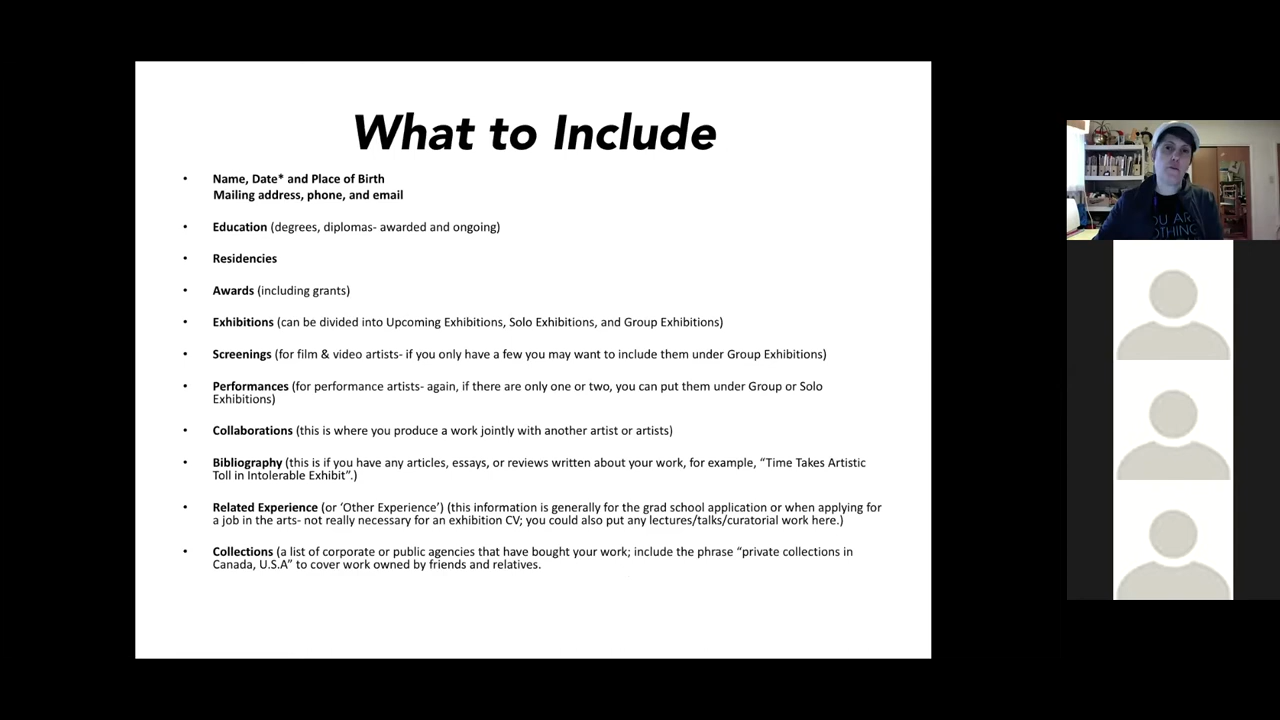 What to Include
• Name, Date* and Place of Birth
Mailing address, phone, and email
• Education (degrees, diplomas- awarded and ongoing)
• Residencies
• Awards (including grants)
• Exhibitions (can be divided into Upcoming Exhibitions, Solo Exhibitions, and Group Exhibitions)
• Screenings (for film & video artists- if you only have a few you may want to include them under Group Exhibitions)
• Performances (for performance artists- again, if there are only one or two, you can put them under Group or Solo
Exhibitions)
• Collaborations (this is where you produce a work jointly with another artist or artists)
• Bibliography (this is if you have any articles, essays, or reviews written about your work, for example, “Time Takes Artistic
Toll in Intolerable Exhibit”.)
• Related Experience (or ‘Other Experience’) (this information is generally for the grad school application or when applying for
a job in the arts- not really necessary for an exhibition CV; you could also put any lectures/talks/curatorial work here.)
• Collections (a list of corporate or public agencies that have bought your work; include the phrase “private collections in
Canada, U.S.A” to cover work owned by friends and relatives.
NOTHING